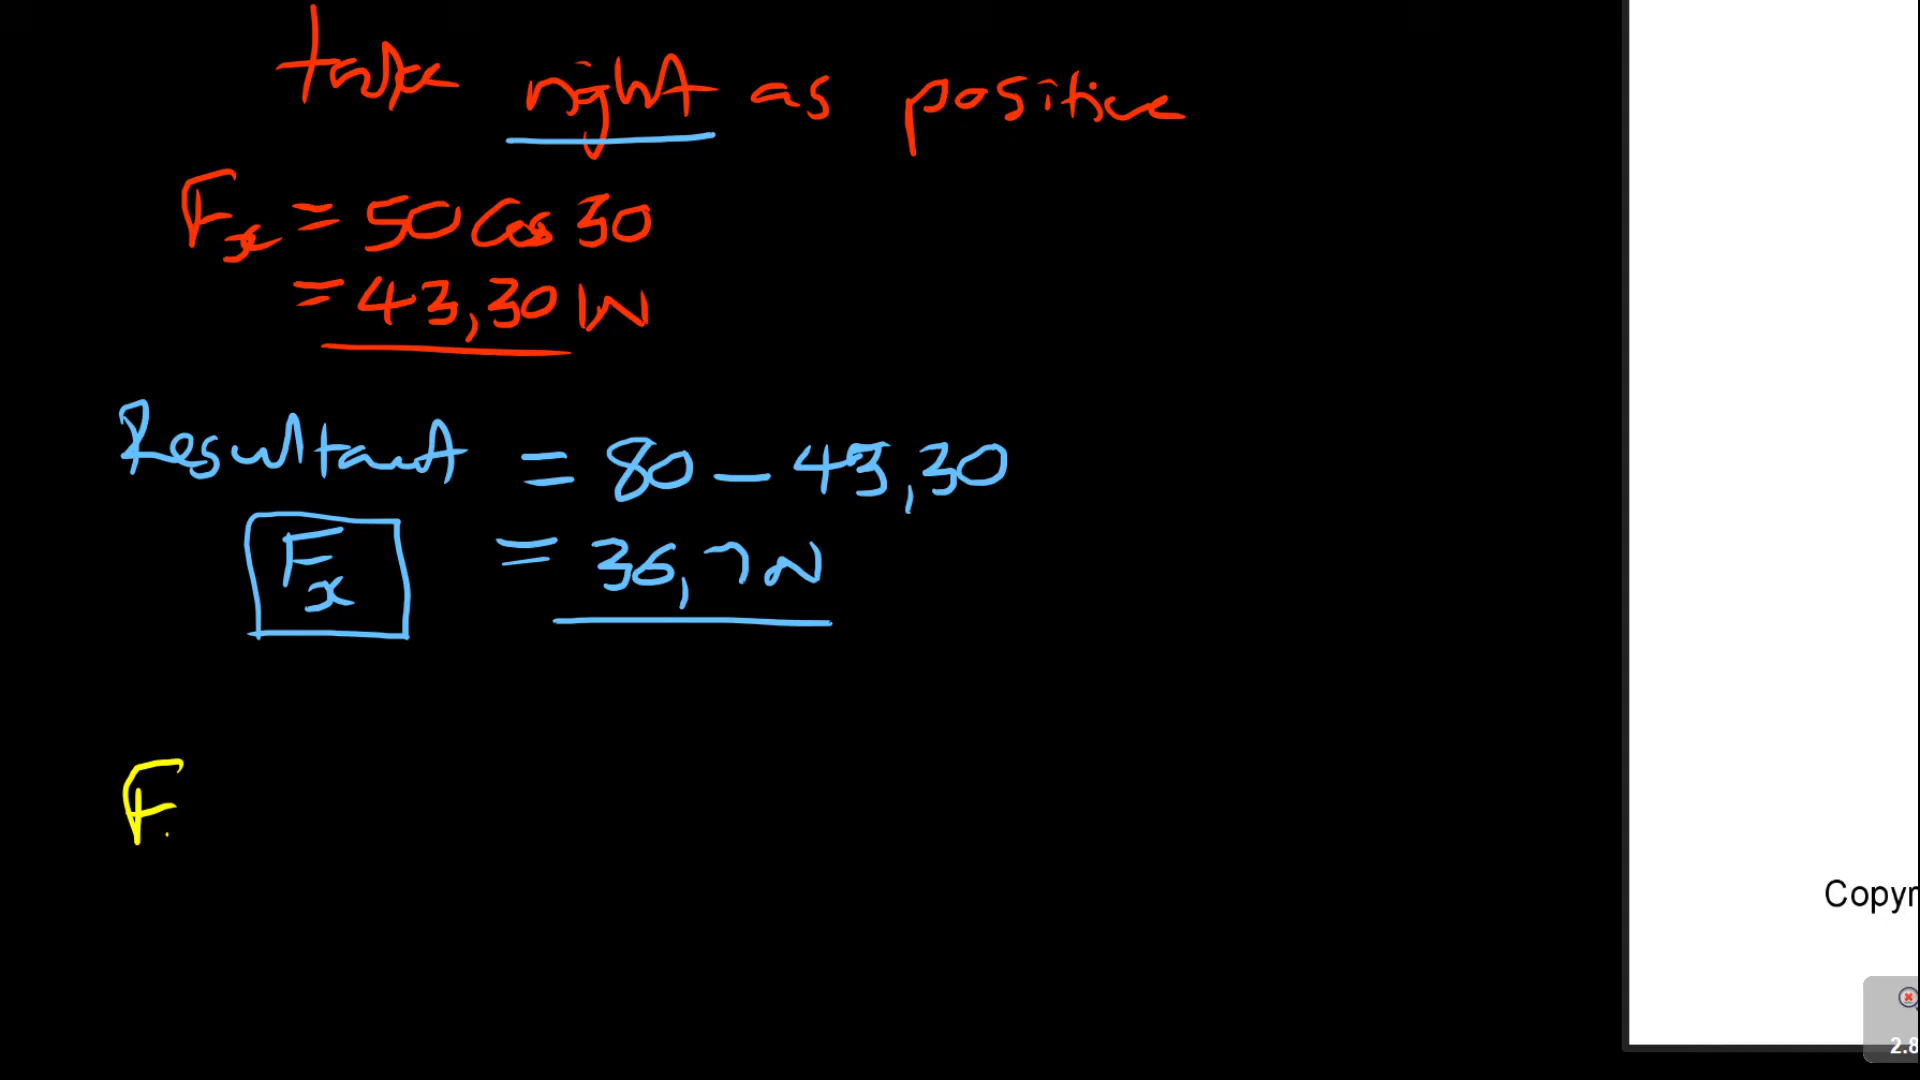 take right as positive
Fx = 50 Cos 30
= 43,30 N
Resultant = 80 - 43,30
Fx = 36,7N
F
Copyr
2.8